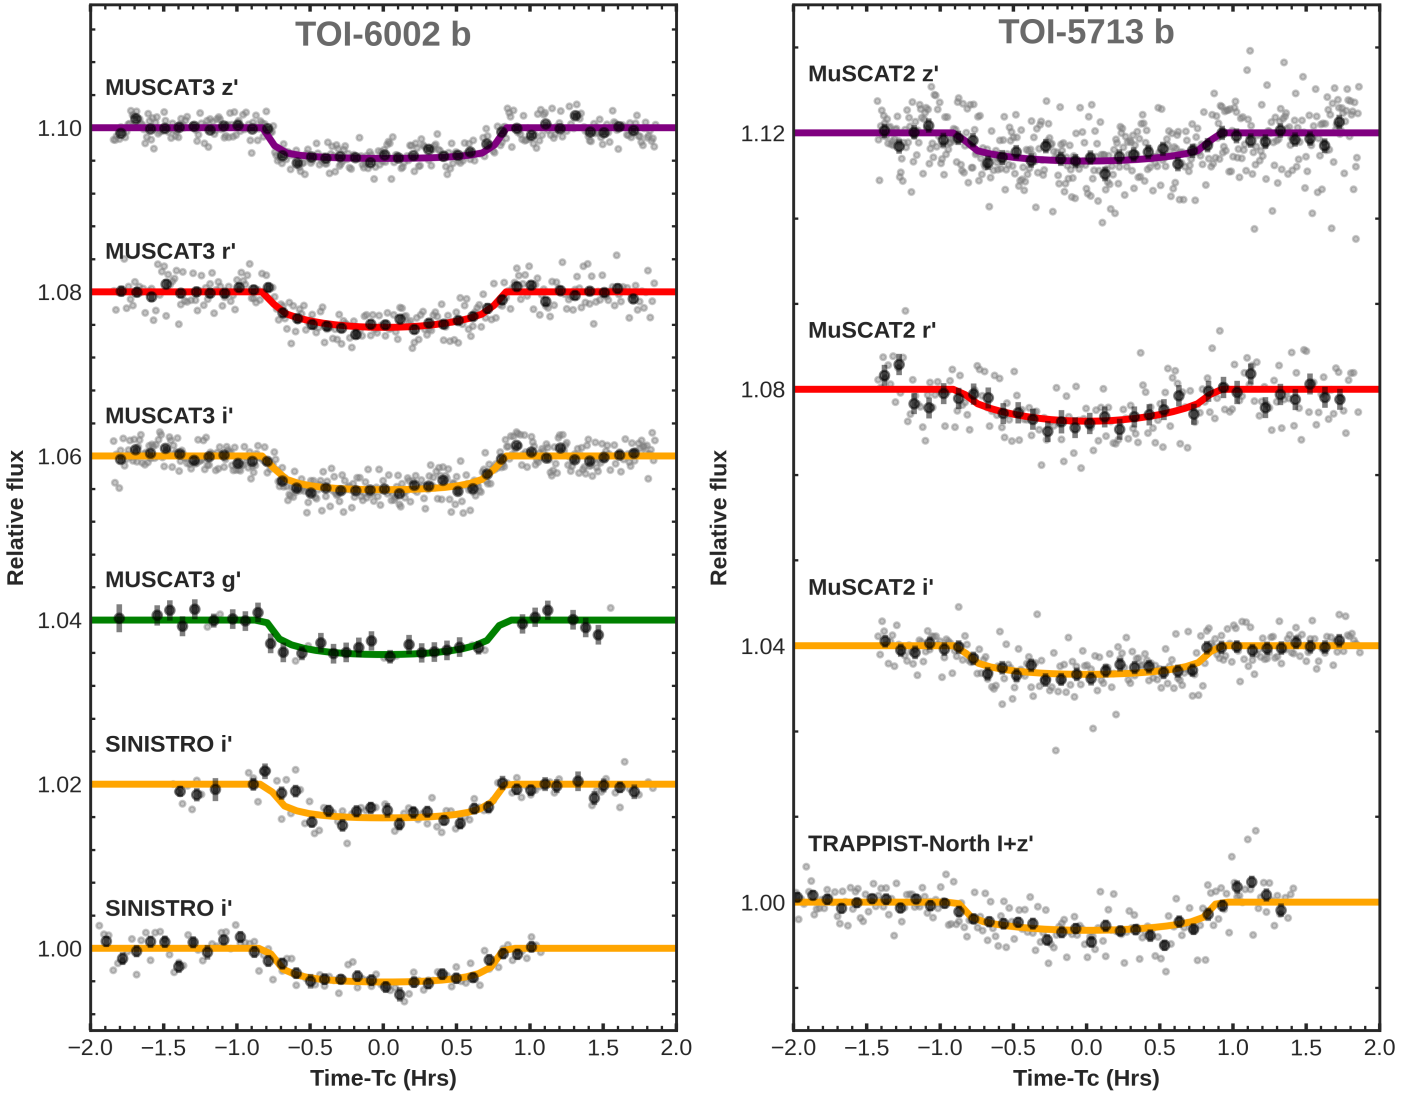 TOI-6002 b
MUSCAT3 z'
1.10
MUSCAT3 r'
1.08
MUSCAT3 i'
1.06
MUSCAT3 g'
1.04
SINISTRO i'
1.02
SINISTRO i'
1.00
Relative flux
−2.0 −1.5 −1.0 −0.5 0.0 0.5 1.0 1.5 2.0
Time-Tc (Hrs)
TOI-5713 b
MuSCAT2 z'
1.12
MuSCAT2 r'
1.08
MuSCAT2 i'
1.04
TRAPPIST-North I+z'
1.00
Relative flux
−2.0 −1.5 −1.0 −0.5 0.0 0.5 1.0 1.5 2.0
Time-Tc (Hrs)